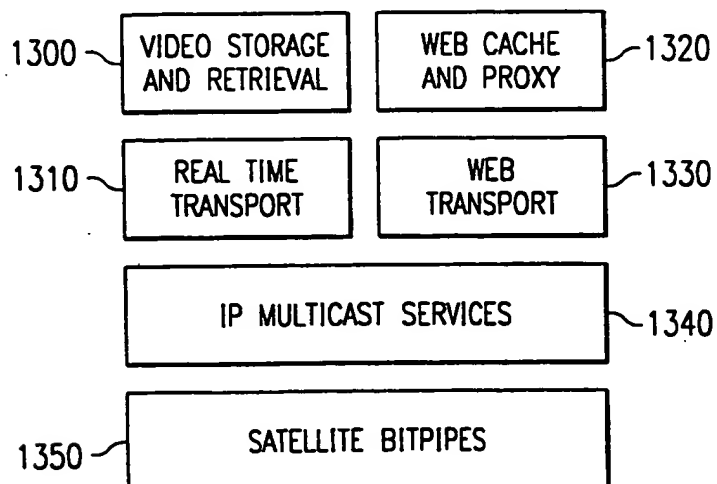 1300
VIDEO STORAGE
AND RETRIEVAL
WEB CACHE
AND PROXY
1320
1310
REAL TIME
TRANSPORT
WEB
TRANSPORT
1330
IP MULTICAST SERVICES
1340
SATELLITE BITPIPES
1350